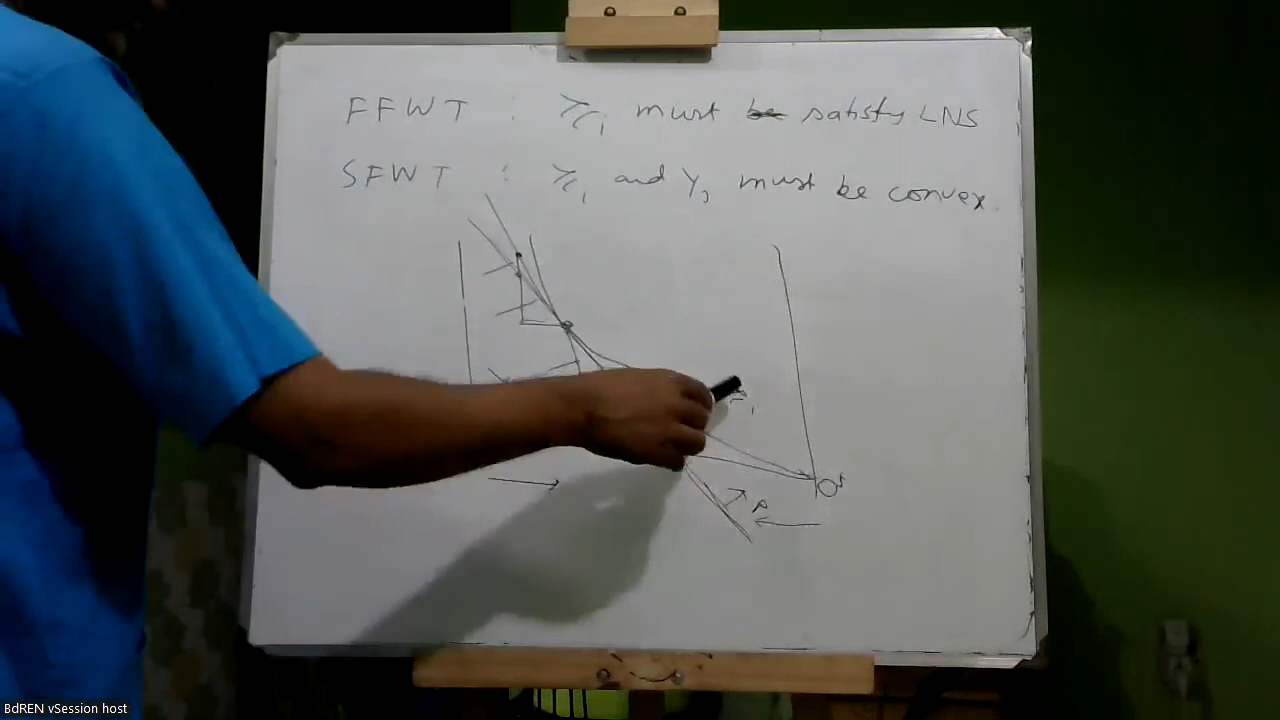 FFWT : ≿ᵢ must be satisfy LNS
SFWT : ≿ᵢ and Yⱼ must be convex.
P
BdREN vSession host